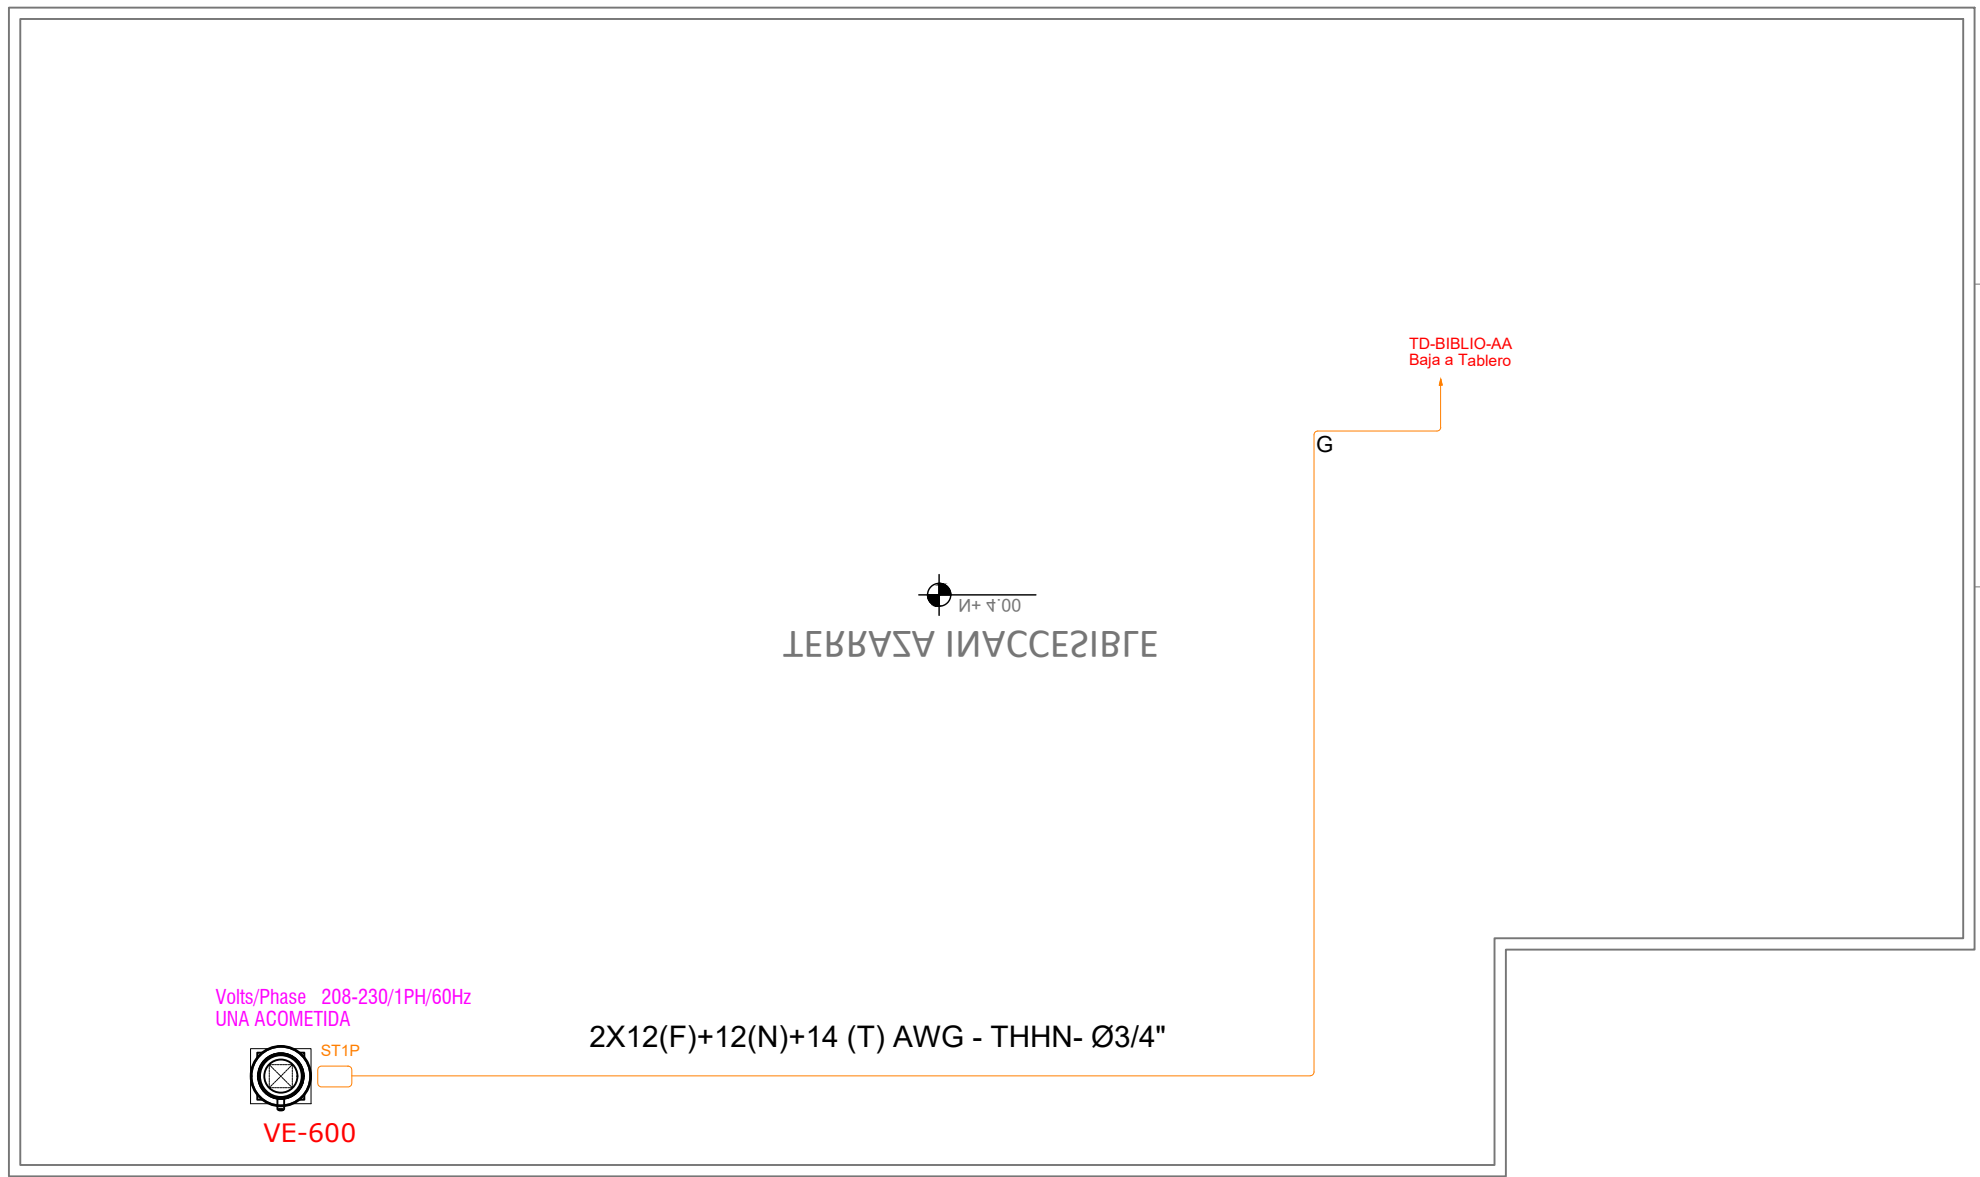 TD-BIBLIO-AA
Baja a Tablero
G
N+ 4.00
TERRAZA INACCESIBLE
Volts/Phase 208-230/1PH/60Hz
UNA ACOMETIDA
2X12(F)+12(N)+14 (T) AWG - THHN- Ø3/4"
ST1P
VE-600